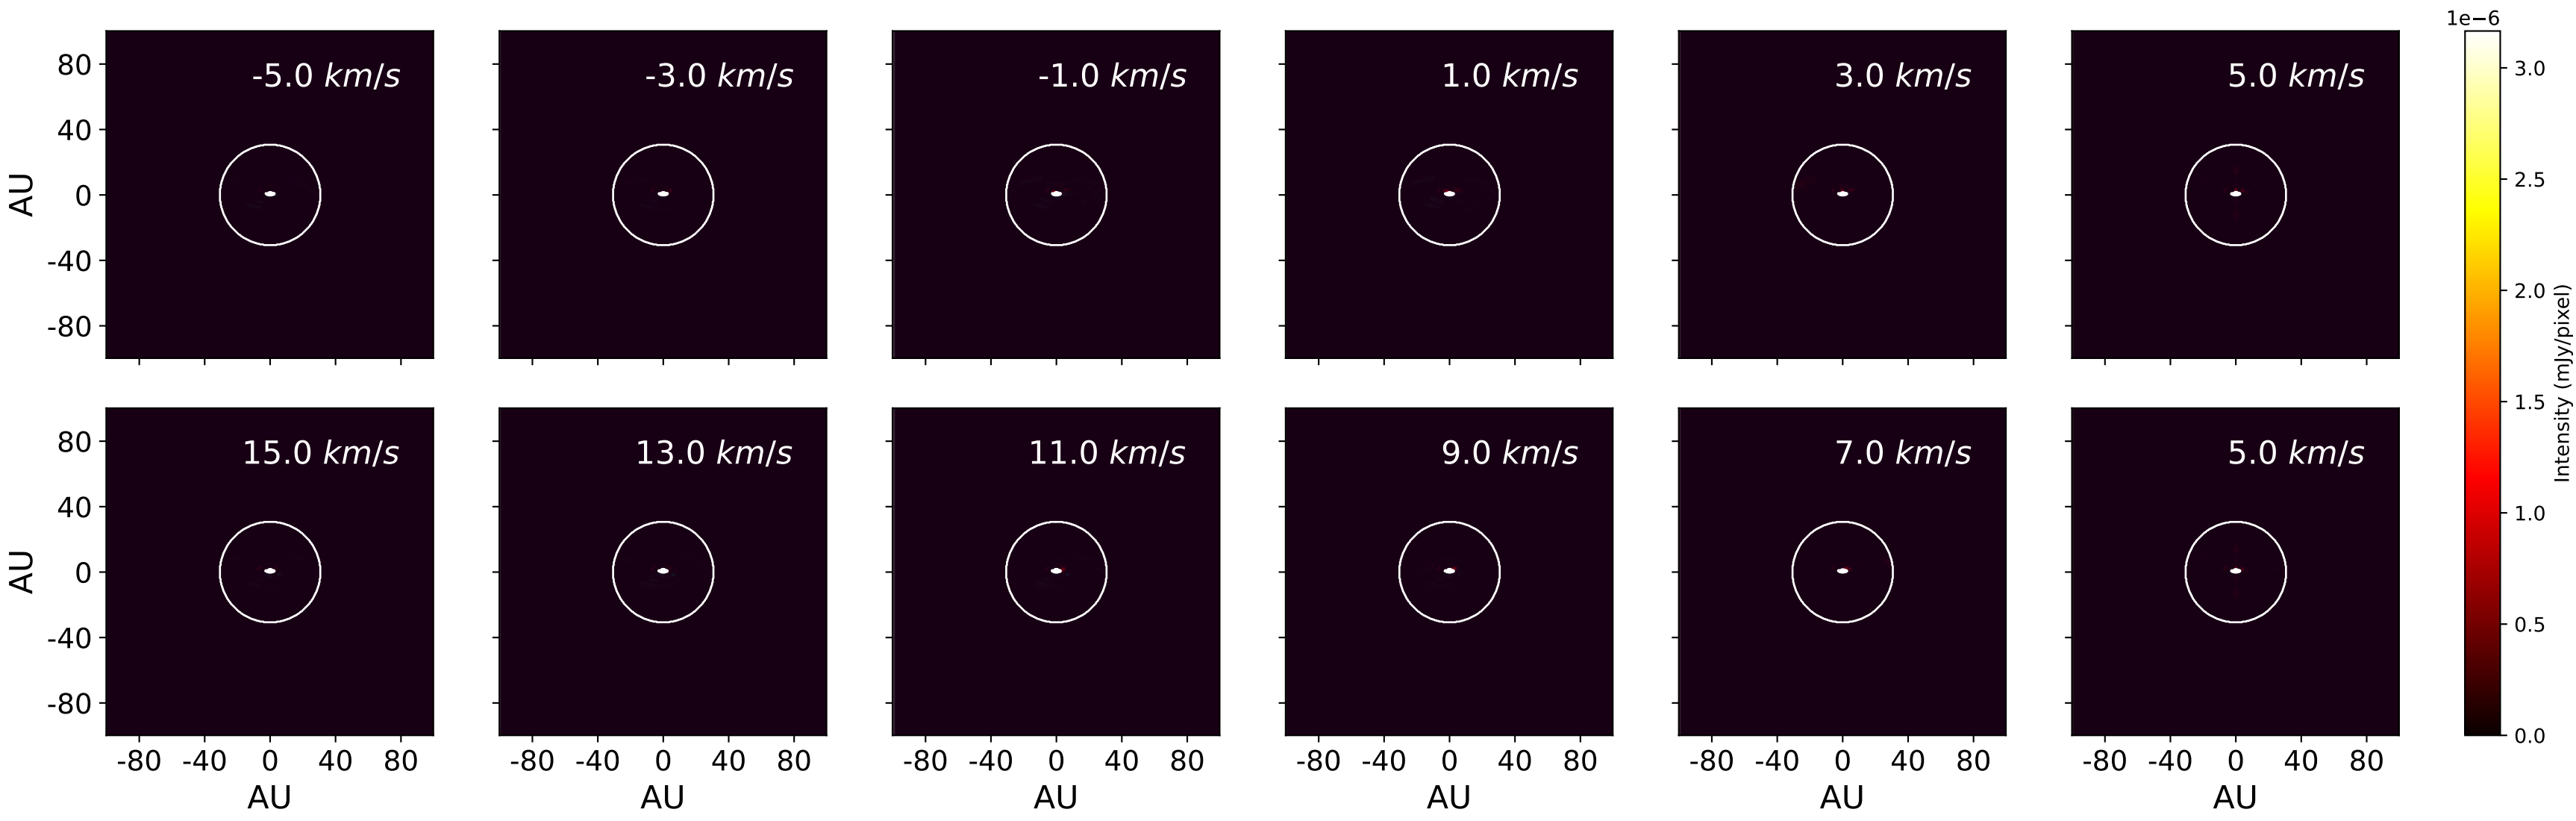 1e−6
-5.0 km/s
-3.0 km/s
-1.0 km/s
1.0 km/s
3.0 km/s
5.0 km/s
80
40
0
-40
-80
AU
15.0 km/s
13.0 km/s
11.0 km/s
9.0 km/s
7.0 km/s
5.0 km/s
80
40
0
-40
-80
AU
-80 -40 0 40 80
-80 -40 0 40 80
-80 -40 0 40 80
-80 -40 0 40 80
-80 -40 0 40 80
-80 -40 0 40 80
AU
AU
AU
AU
AU
AU
3.0
2.5
2.0
1.5
1.0
0.5
0.0
Intensity (mJy/pixel)